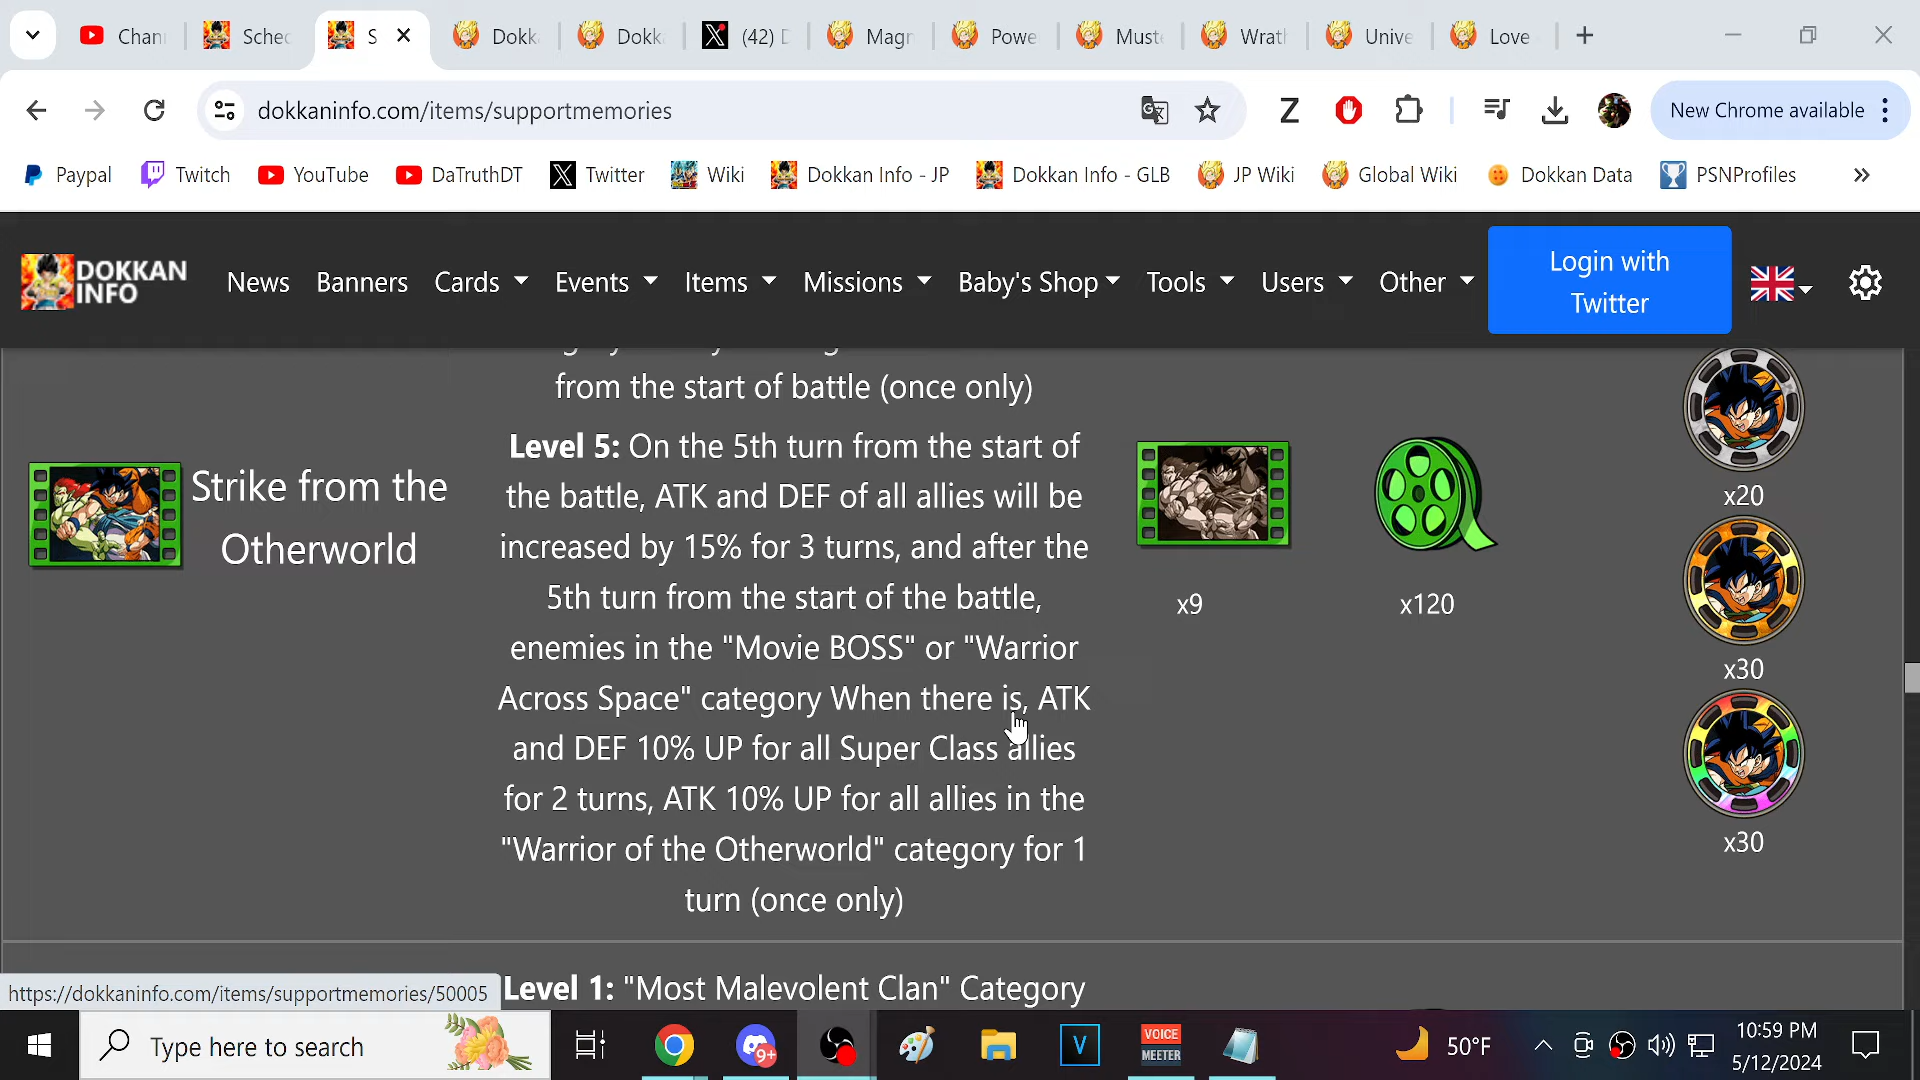 Chan
Sched
S
Dokk
Dokk
(42) D
Magr
Powe
Must
Wrath
Unive
Love
dokkaninfo.com/items/supportmemories
Z
New Chrome available
Paypal
Twitch
YouTube
DaTruthDT
Twitter
Wiki
Dokkan Info - JP
Dokkan Info - GLB
JP Wiki
Global Wiki
Dokkan Data
PSNProfiles
»
DOKKAN
INFO
News
Banners
Cards
Events
Items
Missions
Baby's Shop
Tools
Users
Other
Login with
Twitter
from the start of battle (once only)
Level 5: On the 5th turn from the start of
the battle, ATK and DEF of all allies will be
increased by 15% for 3 turns, and after the
5th turn from the start of the battle,
enemies in the "Movie BOSS" or "Warrior
Across Space" category When there is, ATK
and DEF 10% UP for all Super Class allies
for 2 turns, ATK 10% UP for all allies in the
"Warrior of the Otherworld" category for 1
turn (once only)
Strike from the
Otherworld
x9
x120
x20
x30
x30
Level 1: "Most Malevolent Clan" Category
https://dokkaninfo.com/items/supportmemories/50005
Type here to search
9+
V
VOICE
MEETER
50°F
10:59 PM
5/12/2024